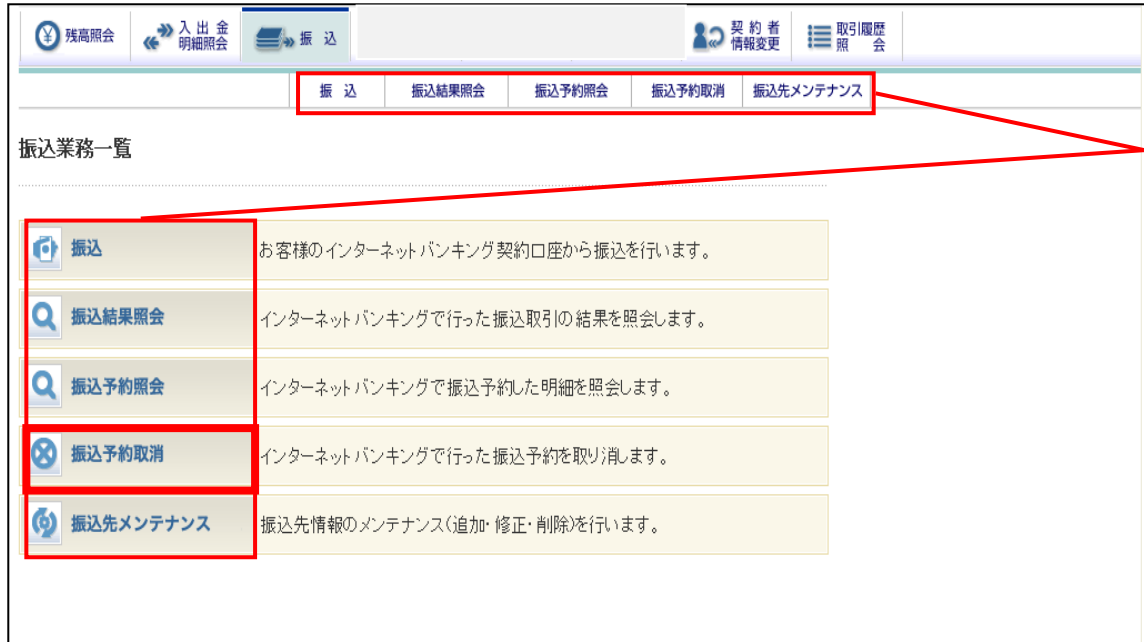 残高照会
入出金
明細照会
振込
契約者
情報変更
取引履歴
照会
振込 振込結果照会 振込予約照会 振込予約取消 振込先メンテナンス
振込業務一覧
振込 お客様のインターネットバンキング契約口座から振込を行います。
振込結果照会 インターネットバンキングで行った振込取引の結果を照会します。
振込予約照会 インターネットバンキングで振込予約した明細を照会します。
振込予約取消 インターネットバンキングで行った振込予約を取り消します。
振込先メンテナンス 振込先情報のメンテナンス(追加・修正・削除)を行います。